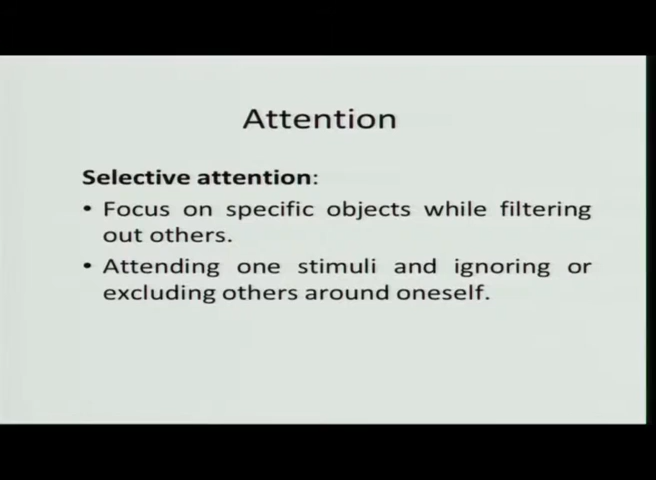 Attention
Selective attention:
• Focus on specific objects while filtering
out others.
• Attending one stimuli and ignoring or
excluding others around oneself.